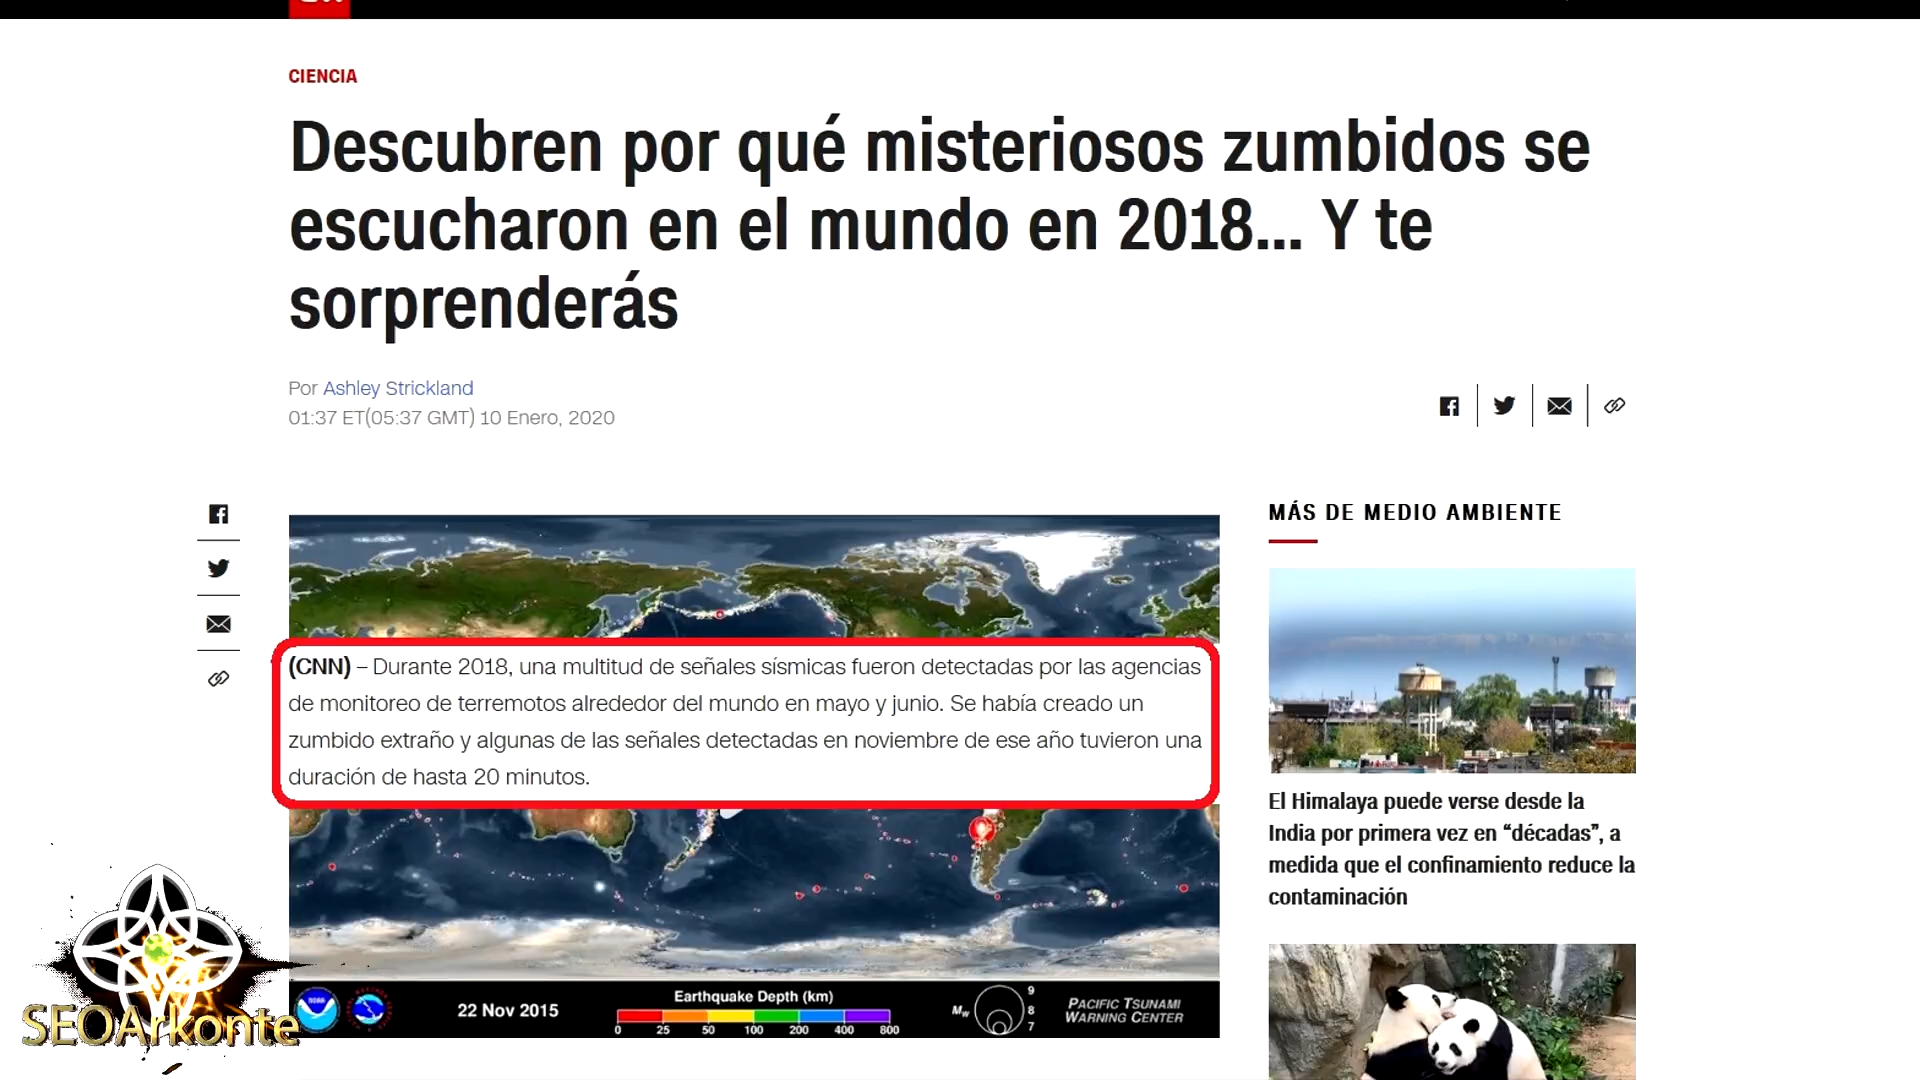 CIENCIA
Descubren por qué misteriosos zumbidos se
escucharon en el mundo en 2018... Y te
sorprenderás
Por Ashley Strickland
01:37 ET(05:37 GMT) 10 Enero, 2020
(CNN) – Durante 2018, una multitud de señales sísmicas fueron detectadas por las agencias
de monitoreo de terremotos alrededor del mundo en mayo y junio. Se había creado un
zumbido extraño y algunas de las señales detectadas en noviembre de ese año tuvieron una
duración de hasta 20 minutos.
NOAA
22 Nov 2015
Earthquake Depth (km)
0 25 50 100 200 400 800
Mw
9
8
7
PACIFIC TSUNAMI
WARNING CENTER
MÁS DE MEDIO AMBIENTE
El Himalaya puede verse desde la
India por primera vez en “décadas”, a
medida que el confinamiento reduce la
contaminación
SEOArkonte